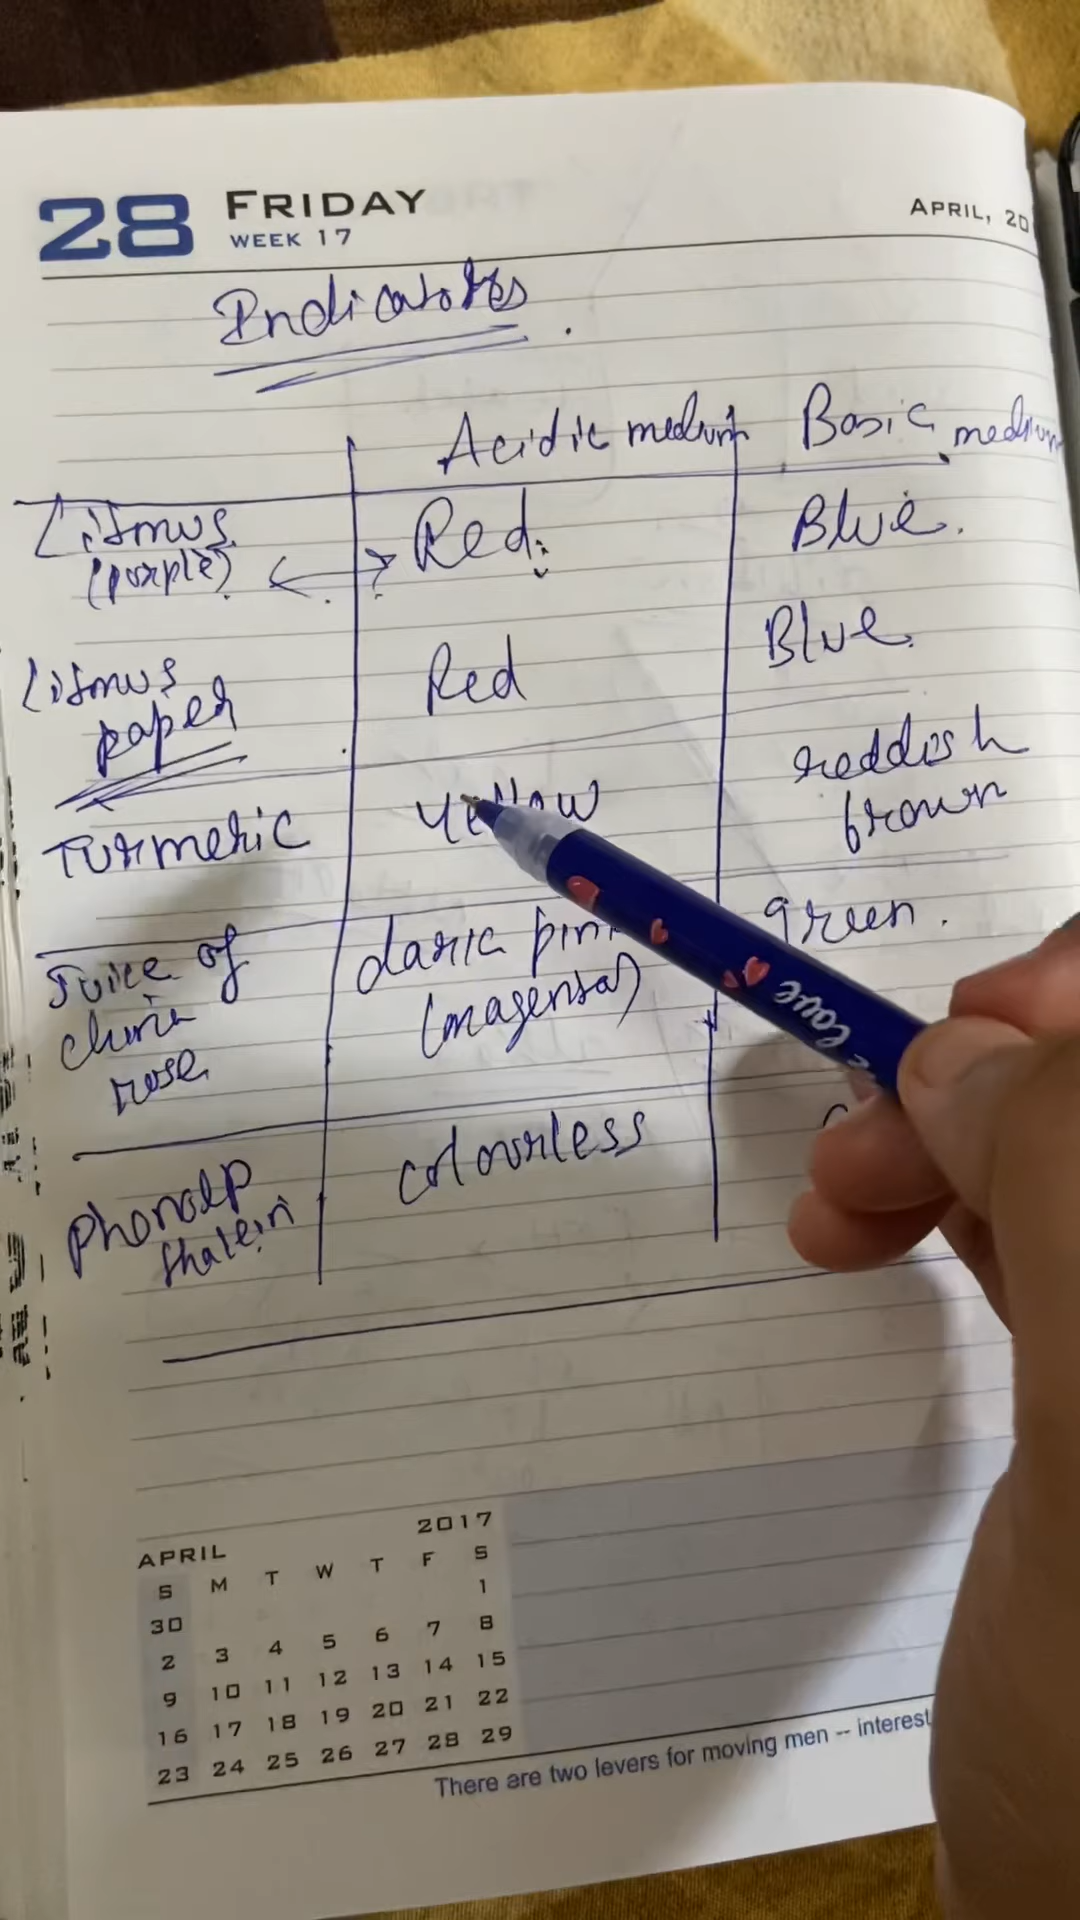 28 FRIDAY
WEEK 17
APRIL, 20
Indicators
Acidic medium Basic medium
Litmus Red Blue.
(purple)
Litmus Red Blue.
paper
Turmeric Yellow reddish
brown
Juice of dark pink green.
china (magenta)
rose
Phenolp colourless
thalein
APRIL 2017
S M T W T F S
30 1
2 3 4 5 6 7 8
9 10 11 12 13 14 15
16 17 18 19 20 21 22
23 24 25 26 27 28 29
There are two levers for moving men -- interest